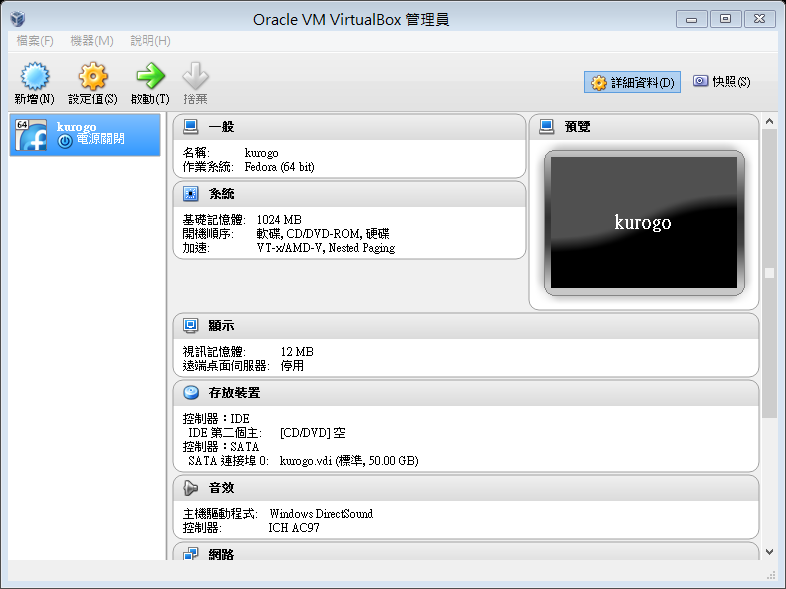 Oracle VM VirtualBox 管理員
檔案(F) 機器(M) 說明(H)
新增(N) 設定值(S) 啟動(T) 捨棄
詳細資料(D) 快照(S)
64
kurogo
電源關閉
一般
名稱: kurogo
作業系統: Fedora (64 bit)
系統
基礎記憶體: 1024 MB
開機順序: 軟碟, CD/DVD-ROM, 硬碟
加速: VT-x/AMD-V, Nested Paging
預覽
kurogo
顯示
視訊記憶體: 12 MB
遠端桌面伺服器: 停用
存放裝置
控制器：IDE
IDE 第二個主: [CD/DVD] 空
控制器：SATA
SATA 連接埠 0: kurogo.vdi (標準, 50.00 GB)
音效
主機驅動程式: Windows DirectSound
控制器: ICH AC97
網路